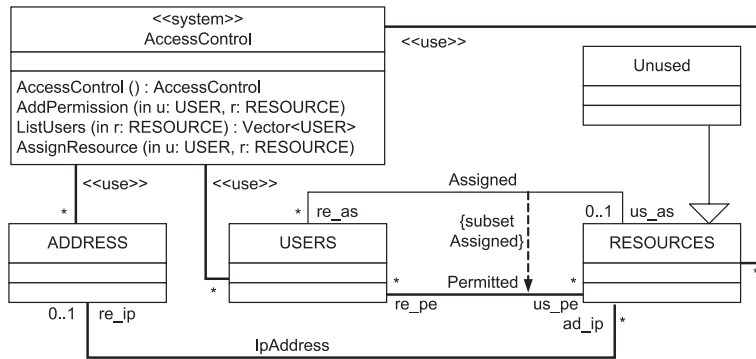 <<system>>
AccessControl
<<use>>
Unused
AccessControl () : AccessControl
AddPermission (in u: USER, r: RESOURCE)
ListUsers (in r: RESOURCE) : Vector<USER>
AssignResource (in u: USER, r: RESOURCE)
<<use>>
<<use>>
Assigned
*
*
re_as
{subset
Assigned}
0..1
us_as
ADDRESS
USERS
RESOURCES
*
*
Permitted
*
*
re_pe
us_pe
0..1
re_ip
ad_ip
*
IpAddress